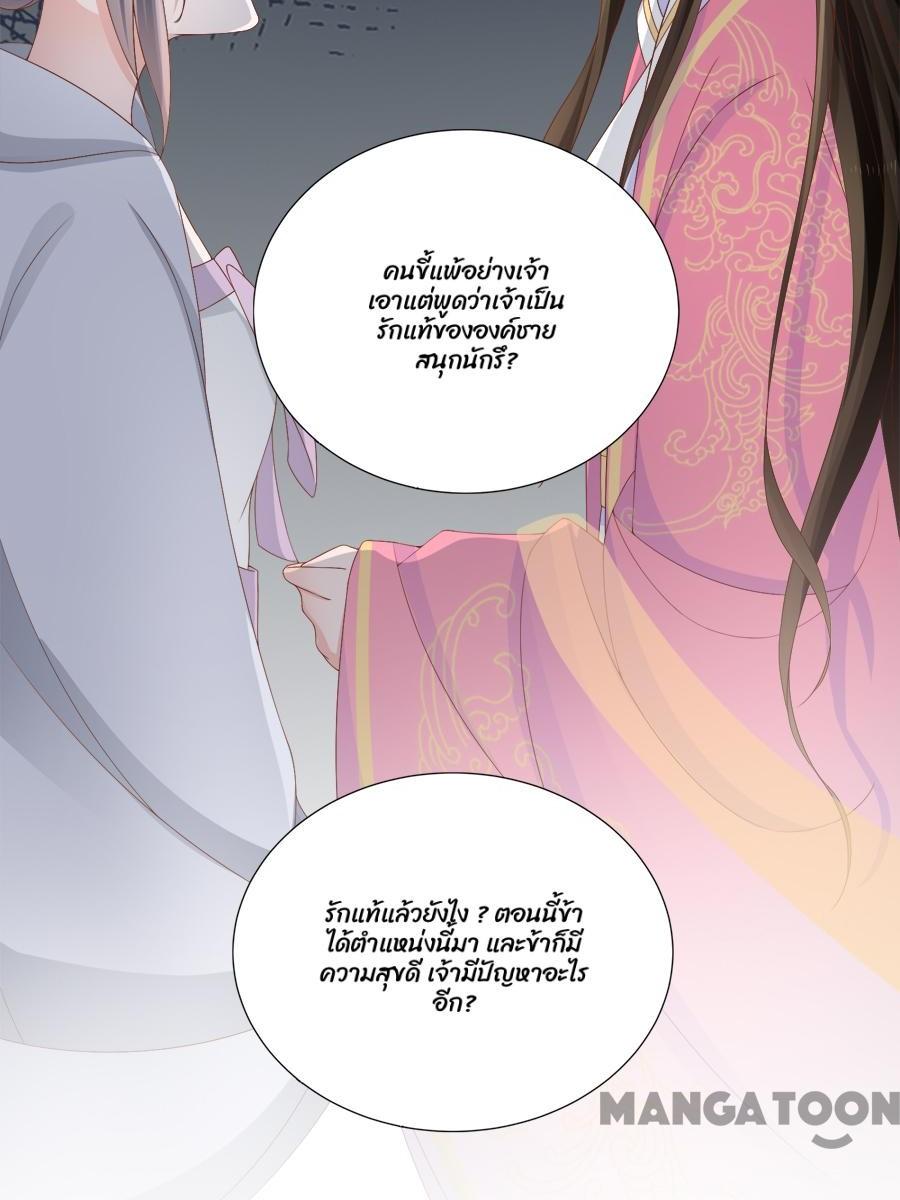 คนขี้แพ้อย่างเจ้า
เอาแต่พูดว่าเจ้าเป็น
รักแท้ขององค์ชาย
สนุกนักรึ?
รักแท้แล้วยังไง ? ตอนนี้ข้า
ได้ตำแหน่งนี้มา และข้าก็มี
ความสุขดี เจ้ามีปัญหาอะไร
อีก?
MANGATOON